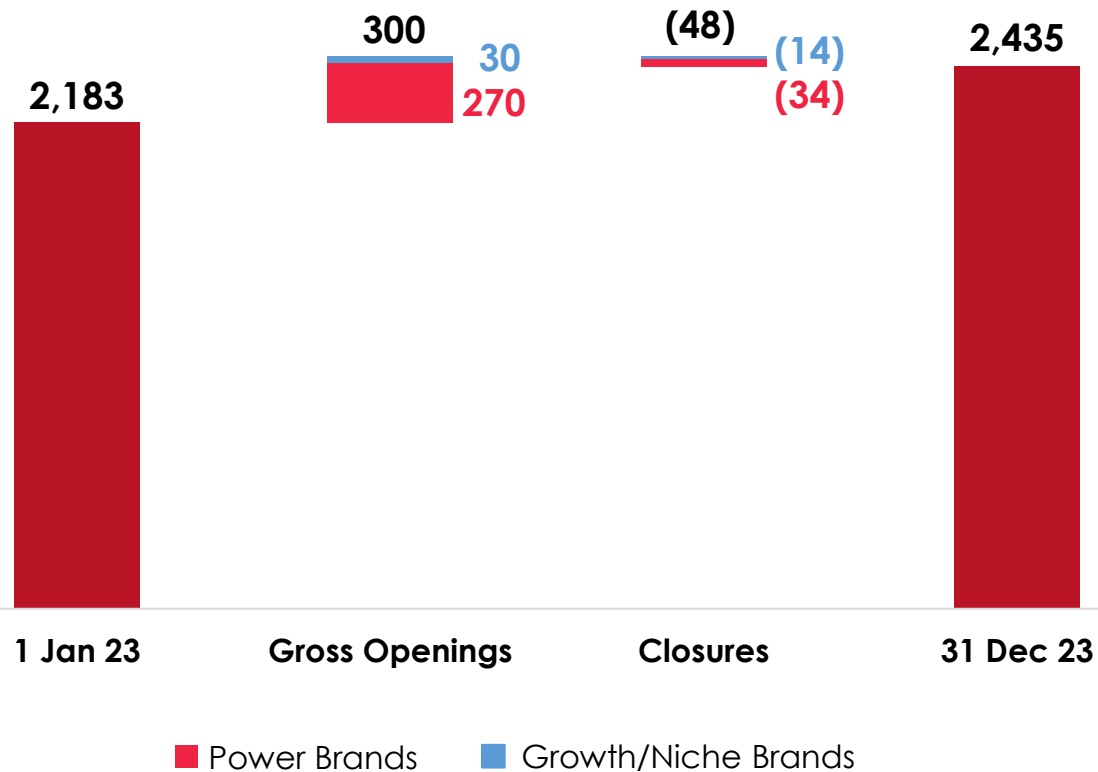 2,183
300
30
270
(48)
(14)
(34)
2,435
1 Jan 23
Gross Openings
Closures
31 Dec 23
Power Brands
Growth/Niche Brands